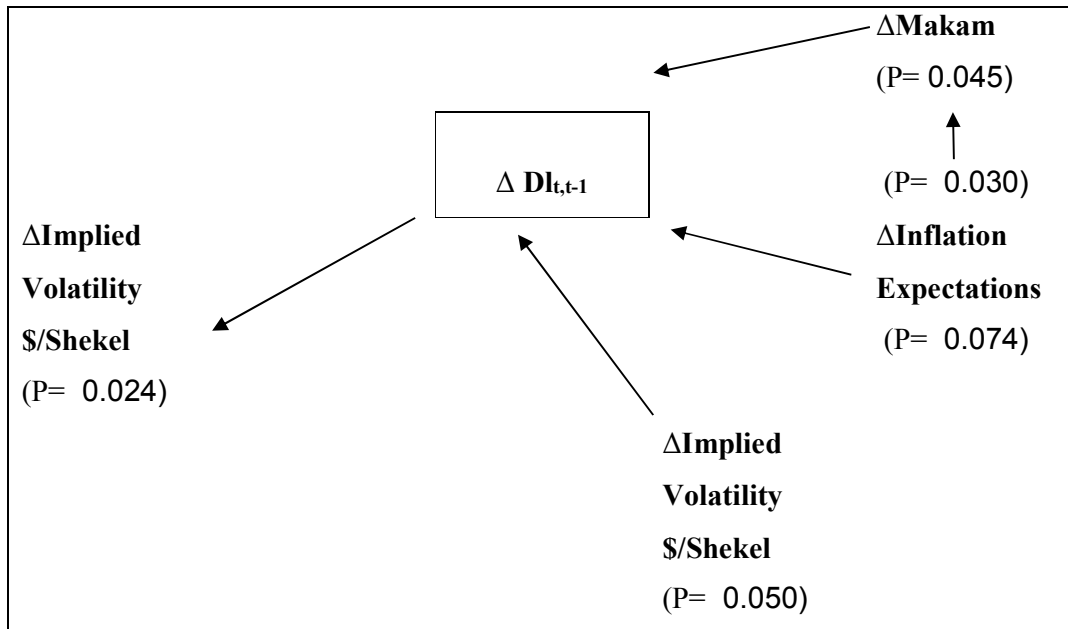 ∆Makam
(P= 0.045)
∆ Dlt,t-1
(P= 0.030)
∆Implied
Volatility
$/Shekel
(P= 0.024)
∆Inflation
Expectations
(P= 0.074)
∆Implied
Volatility
$/Shekel
(P= 0.050)